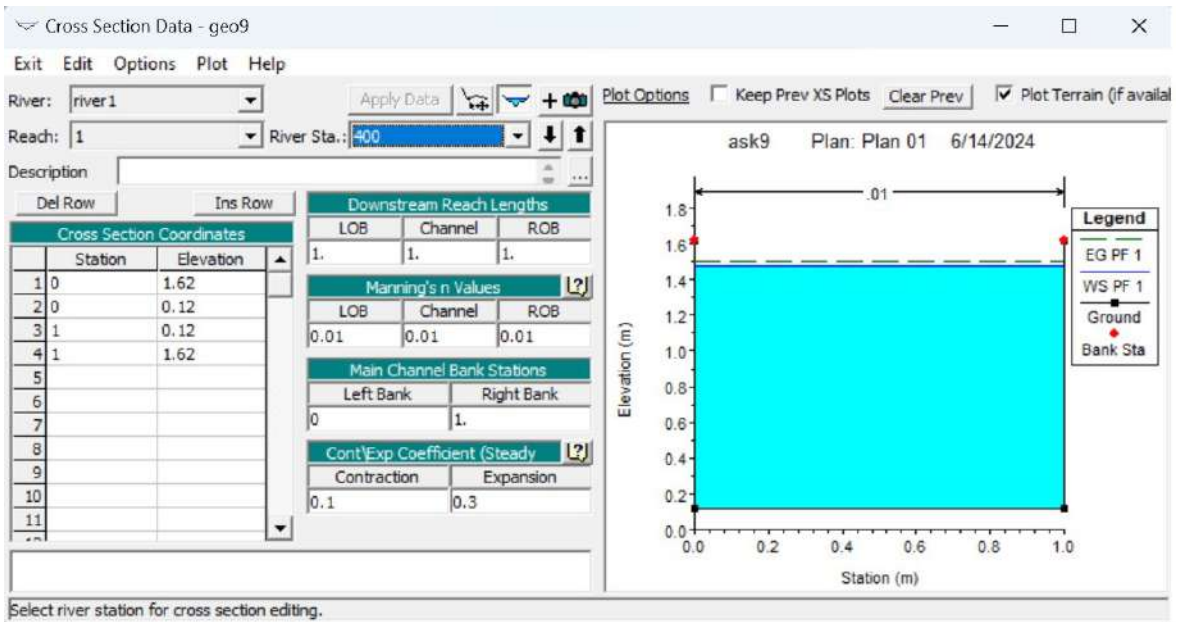 Cross Section Data - geo9
Exit Edit Options Plot Help
River: river1 Apply Data
Reach: 1 River Sta.: 400
Description ...
Del Row Ins Row
Cross Section Coordinates
Station Elevation
1 0 1.62
2 0 0.12
3 1 0.12
4 1 1.62
5
6
7
8
9
10
11
Downstream Reach Lengths
LOB Channel ROB
1. 1. 1.
Manning's n Values
LOB Channel ROB
0.01 0.01 0.01
Main Channel Bank Stations
Left Bank Right Bank
0 1.
Cont\Exp Coefficient (Steady
Contraction Expansion
0.1 0.3
Select river station for cross section editing.
Plot Options Keep Prev XS Plots Clear Prev Plot Terrain (if availal
ask9 Plan: Plan 01 6/14/2024
.01
1.8
1.6
1.4
1.2
1.0
0.8
0.6
0.4
0.2
0.0
Elevation (m)
0.0 0.2 0.4 0.6 0.8 1.0
Station (m)
Legend
EG PF 1
WS PF 1
Ground
Bank Sta